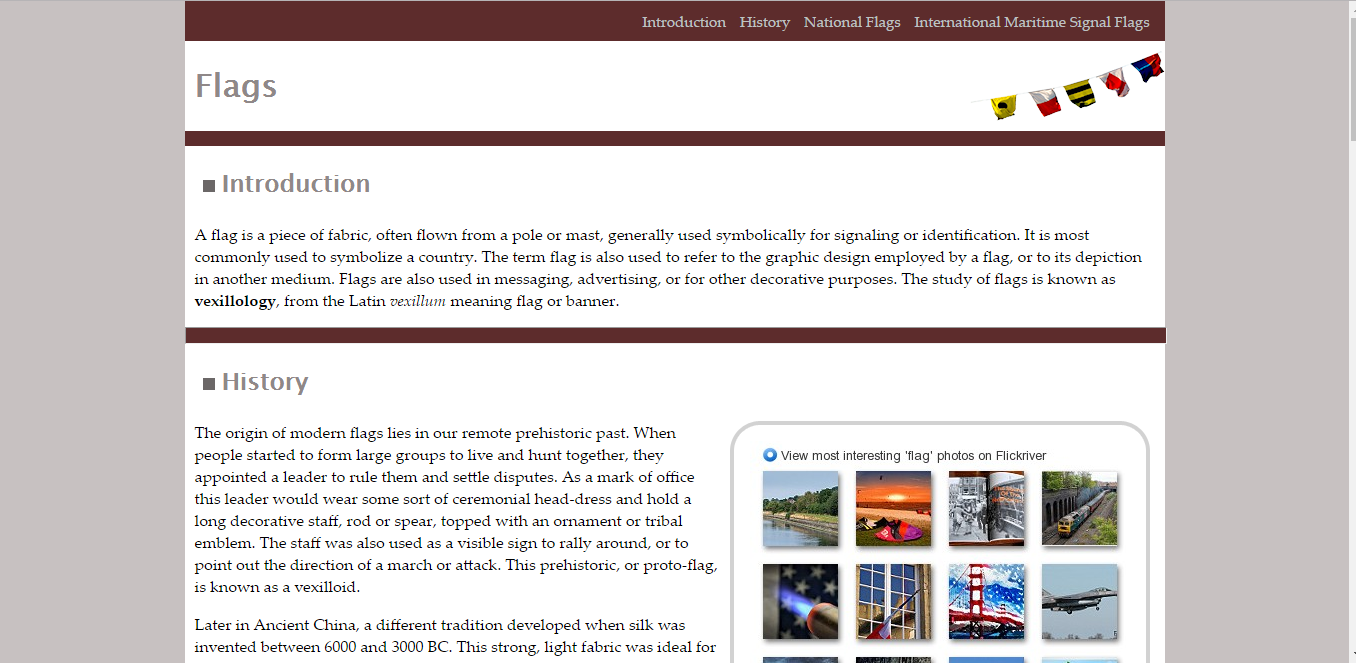 Introduction History National Flags International Maritime Signal Flags
Flags
Introduction
A flag is a piece of fabric, often flown from a pole or mast, generally used symbolically for signaling or identification. It is most
commonly used to symbolize a country. The term flag is also used to refer to the graphic design employed by a flag, or to its depiction
in another medium. Flags are also used in messaging, advertising, or for other decorative purposes. The study of flags is known as
vexillology, from the Latin vexillum meaning flag or banner.
History
The origin of modern flags lies in our remote prehistoric past. When
people started to form large groups to live and hunt together, they
appointed a leader to rule them and settle disputes. As a mark of office
this leader would wear some sort of ceremonial head-dress and hold a
long decorative staff, rod or spear, topped with an ornament or tribal
emblem. The staff was also used as a visible sign to rally around, or to
point out the direction of a march or attack. This prehistoric, or proto-flag,
is known as a vexilloid.
Later in Ancient China, a different tradition developed when silk was
invented between 6000 and 3000 BC. This strong, light fabric was ideal for
View most interesting 'flag' photos on Flickriver